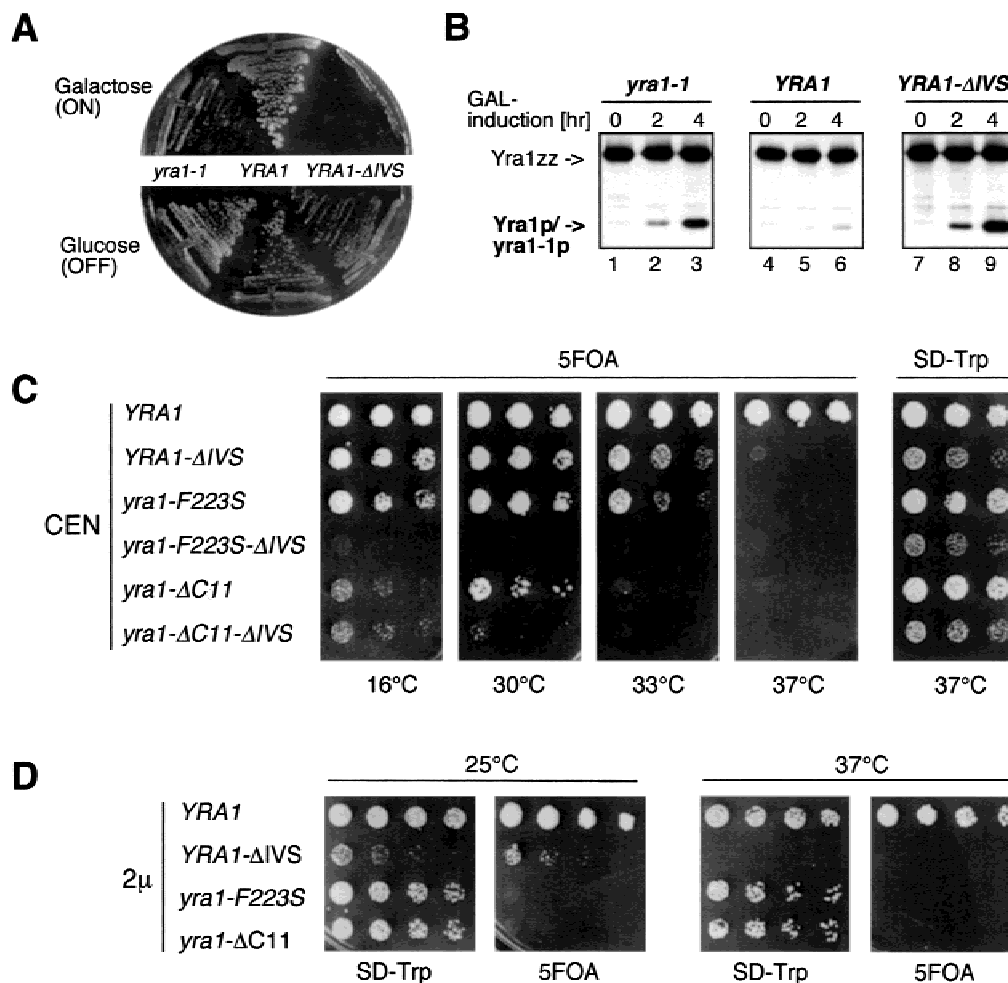 A
Galactose
(ON)
yra1-1 YRA1 YRA1-ΔIVS
Glucose
(OFF)
B
yra1-1 YRA1 YRA1-ΔIVS
GAL-
induction [hr] 0 2 4 0 2 4 0 2 4
Yra1zz ->
Yra1p/ ->
yra1-1p
1 2 3 4 5 6 7 8 9
C
5FOA SD-Trp
CEN
YRA1
YRA1-ΔIVS
yra1-F223S
yra1-F223S-ΔIVS
yra1-ΔC11
yra1-ΔC11-ΔIVS
16°C 30°C 33°C 37°C 37°C
D
25°C 37°C
2μ
YRA1
YRA1-ΔIVS
yra1-F223S
yra1-ΔC11
SD-Trp 5FOA SD-Trp 5FOA